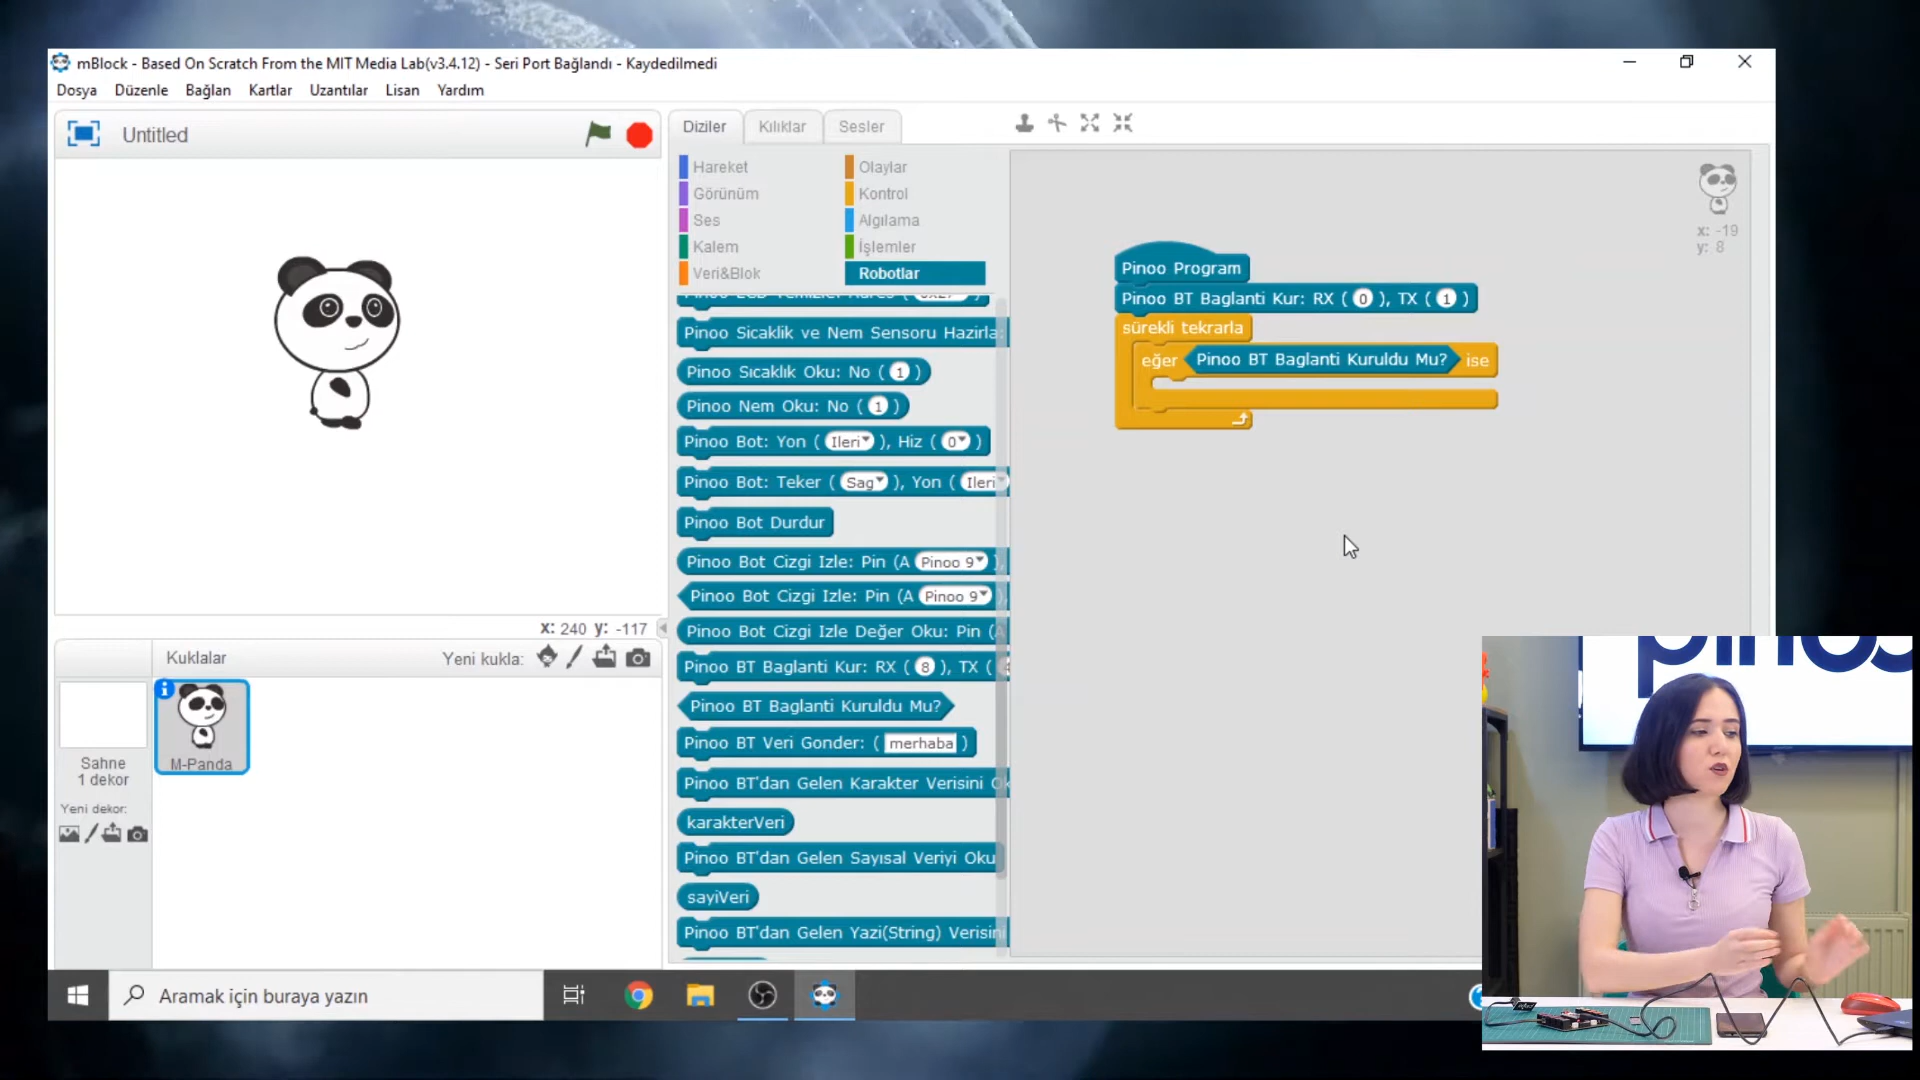 mBlock - Based On Scratch From the MIT Media Lab(v3.4.12) - Seri Port Bağlandı - Kaydedilmedi
Dosya Düzenle Bağlan Kartlar Uzantılar Lisan Yardım
Untitled
x: 240 y: -117
Kuklalar
Yeni kukla:
M-Panda
Sahne
1 dekor
Yeni dekor:
Diziler Kılıklar Sesler
Hareket Olaylar
Görünüm Kontrol
Ses Algılama
Kalem İşlemler
Veri&Blok Robotlar
Pinoo Sicaklik ve Nem Sensoru Hazirla:
Pinoo Sıcaklık Oku: No ( 1 )
Pinoo Nem Oku: No ( 1 )
Pinoo Bot: Yon ( Ileri ), Hiz ( 0 )
Pinoo Bot: Teker ( Sag ), Yon ( Ileri
Pinoo Bot Durdur
Pinoo Bot Cizgi Izle: Pin (A Pinoo 9 ),
Pinoo Bot Cizgi Izle: Pin (A Pinoo 9 ),
Pinoo Bot Cizgi Izle Değer Oku: Pin (A
Pinoo BT Baglanti Kur: RX ( 8 ), TX (
Pinoo BT Baglanti Kuruldu Mu?
Pinoo BT Veri Gonder: ( merhaba )
Pinoo BT'dan Gelen Karakter Verisini
karakterVeri
Pinoo BT'dan Gelen Sayısal Veriyi Oku
sayiVeri
Pinoo BT'dan Gelen Yazi(String) Verisini
x: -19
y: 8
Pinoo Program
Pinoo BT Baglanti Kur: RX ( 0 ), TX ( 1 )
sürekli tekrarla
eğer Pinoo BT Baglanti Kuruldu Mu? ise
pinoo
Aramak için buraya yazın